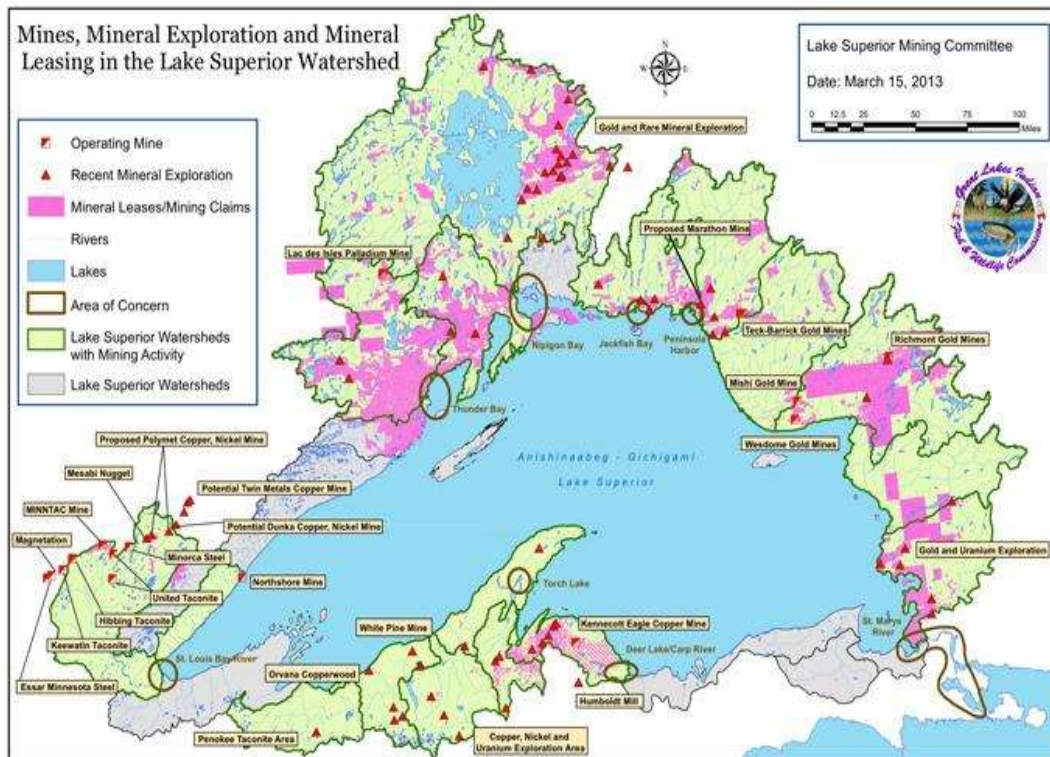 Mines, Mineral Exploration and Mineral
Leasing in the Lake Superior Watershed
Lake Superior Mining Committee
Date: March 15, 2013
0 12.5 25 50 75 100
Miles
N
W E
S
Operating Mine
Recent Mineral Exploration
Mineral Leases/Mining Claims
Rivers
Lakes
Area of Concern
Lake Superior Watersheds
with Mining Activity
Lake Superior Watersheds
Great Lakes Indian
Fish & Wildlife Commission
Gold and Rare Mineral Exploration
Proposed Marathon Mine
Lac des Isles Palladium Mine
Teck-Barrick Gold Mines
Nipigon Bay
Jackfish Bay
Peninsula
Harbor
Richmont Gold Mines
Mishi Gold Mine
Thunder Bay
Wesdome Gold Mines
Proposed Polymet Copper, Nickel Mine
Mesabi Nugget
Potential Twin Metals Copper Mine
MINNTAC Mine
Potential Dunka Copper, Nickel Mine
Magnetation
Minorca Steel
Anishinaabeg - Gichigami
Lake Superior
Gold and Uranium Exploration
Northshore Mine
Torch Lake
United Taconite
Hibbing Taconite
Keewatin Taconite
Essar Minnesota Steel
St. Louis Bay/River
White Pine Mine
Kennecott Eagle Copper Mine
St. Marys
River
Deer Lake/Carp River
Orvana Copperwood
Humboldt Mill
Penokee Taconite Area
Copper, Nickel and
Uranium Exploration Area